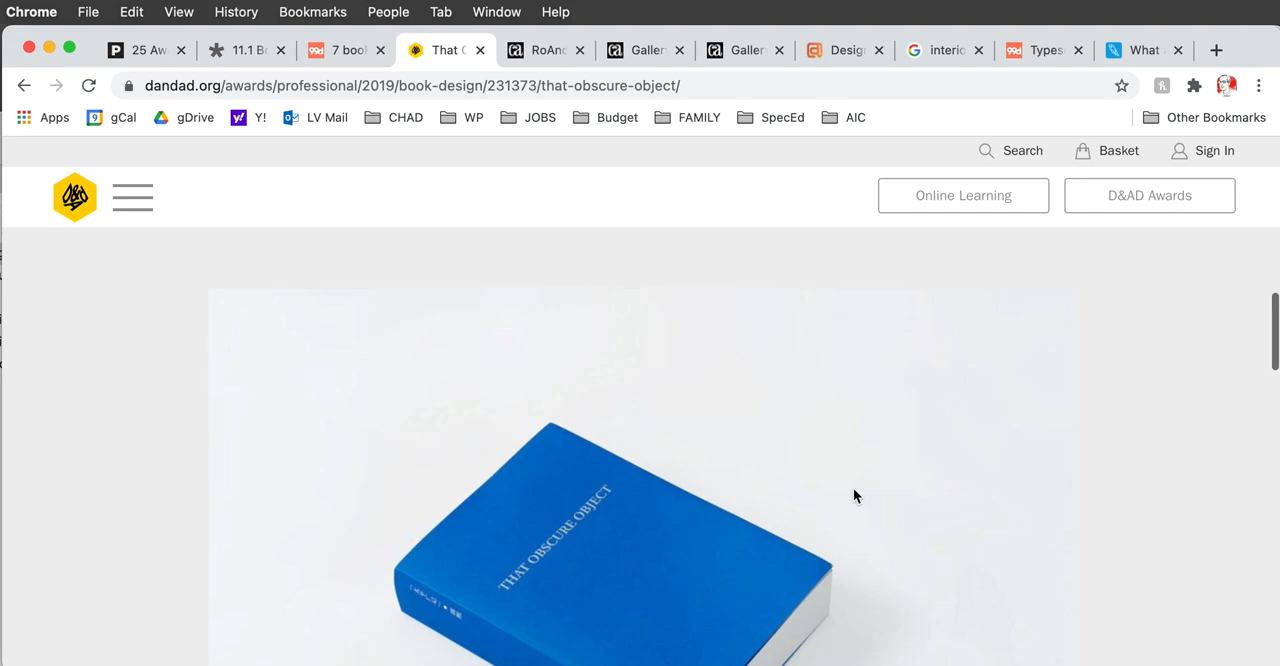 Chrome File Edit View History Bookmarks People Tab Window Help
25 Aw 11.1 B 7 bool That RoAn Galler Galler Desig interio Types What
dandad.org/awards/professional/2019/book-design/231373/that-obscure-object/
Apps gCal gDrive Y! LV Mail CHAD WP JOBS Budget FAMILY SpecEd AIC Other Bookmarks
Search Basket Sign In
D&AD Online Learning D&AD Awards
THAT OBSCURE OBJECT